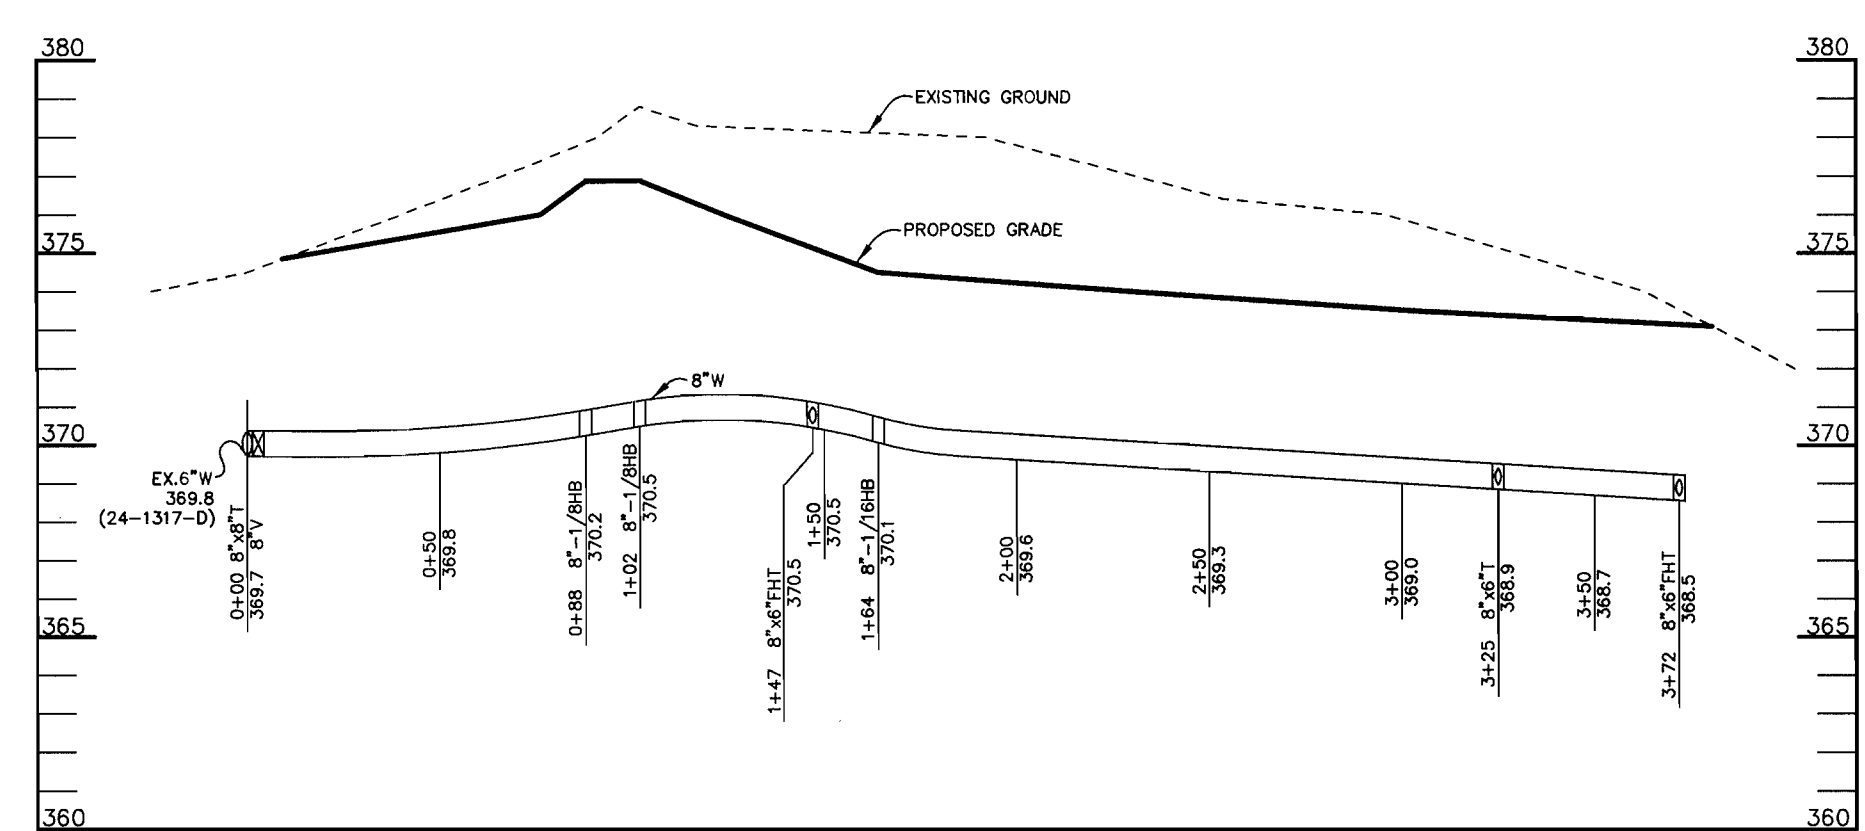 380
380
EXISTING GROUND
PROPOSED GRADE
375
375
8"W
370
370
EX.6"W
369.8
(24-1317-D)
0+00 8"x8"T
369.7 8"V
0+50
369.8
0+88 8"-1/8HB
370.2
1+02 8"-1/8HB
370.5
1+47 8"x6"FHT
370.5
1+50
370.5
1+64 8"-1/16HB
370.1
2+00
369.6
2+50
369.3
3+00
369.0
3+25 8"x6"T
368.9
3+50
368.7
3+72 8"x6"FHT
368.5
365
365
360
360